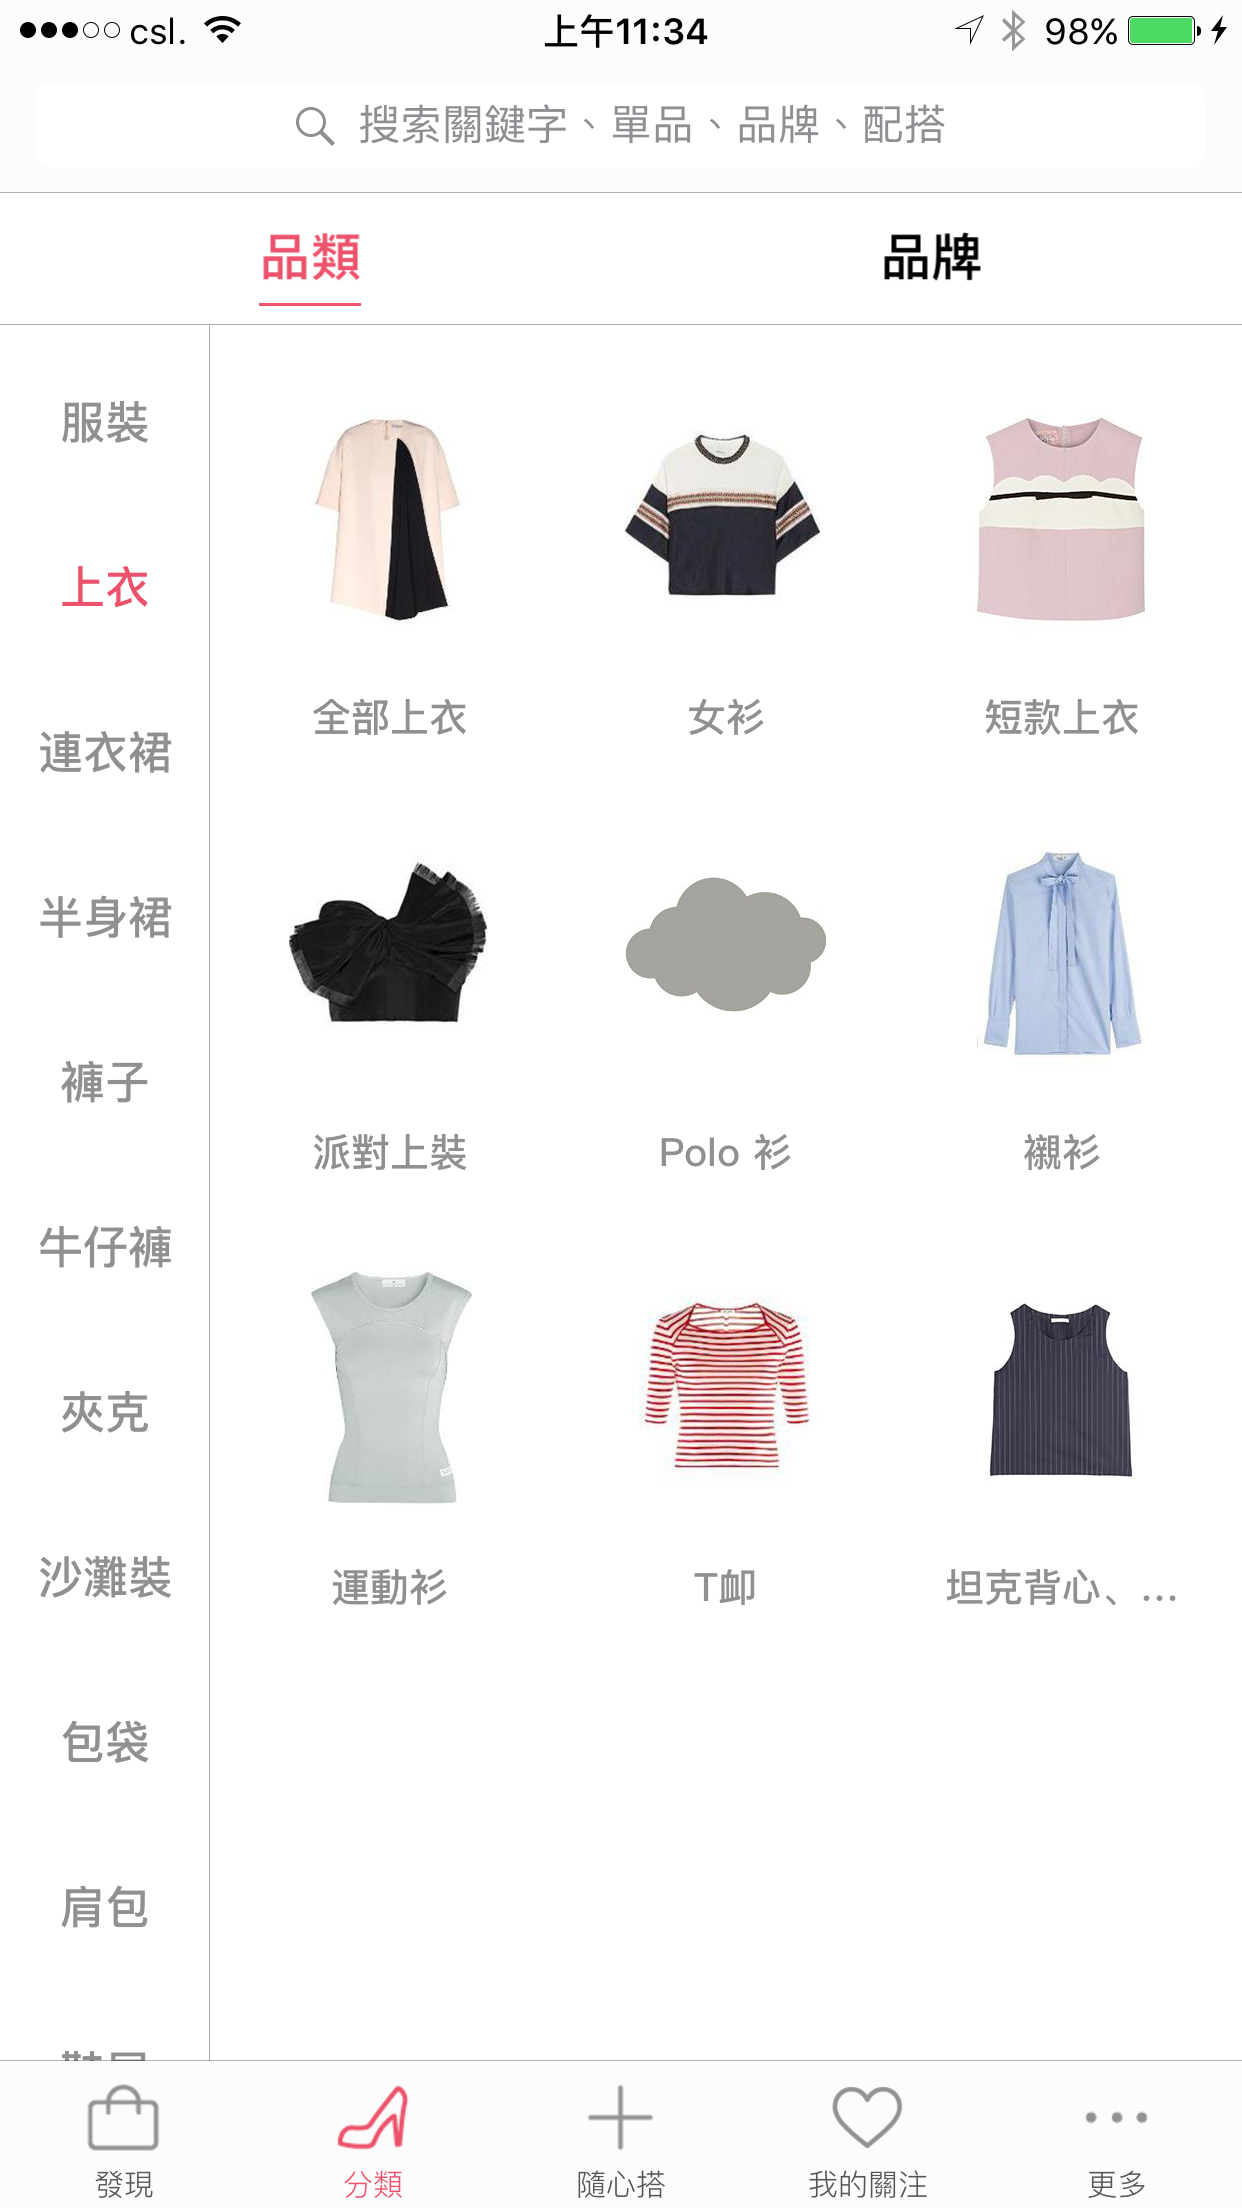 csl.
上午11:34
98%
搜索關鍵字、單品、品牌、配搭
品類
品牌
服裝
上衣
連衣裙
半身裙
褲子
牛仔褲
夾克
沙灘裝
包袋
肩包
全部上衣
女衫
短款上衣
派對上裝
Polo 衫
襯衫
運動衫
T卹
坦克背心、...
發現
分類
隨心搭
我的關注
更多